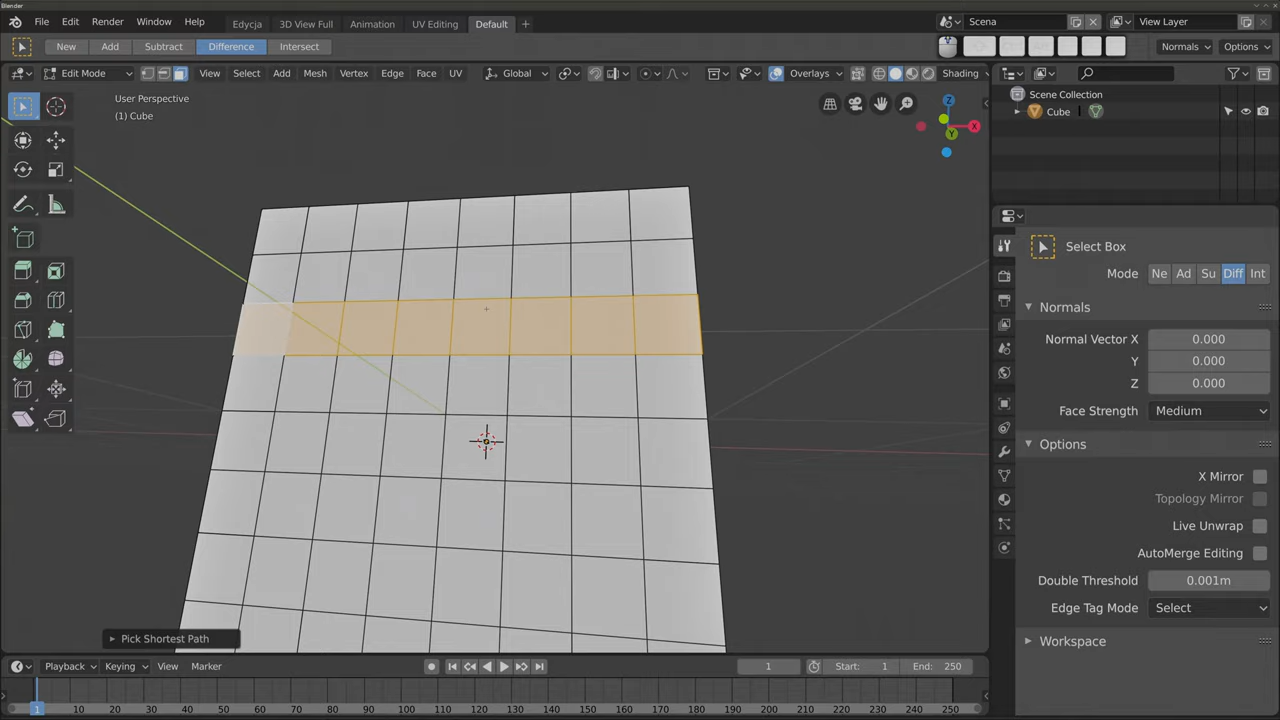 Blender
File Edit Render Window Help Edycja 3D View Full Animation UV Editing Default + Scena View Layer
New Add Subtract Difference Intersect Normals Options
Edit Mode View Select Add Mesh Vertex Edge Face UV Global Overlays Shading
User Perspective
(1) Cube
Z
X
Y
Scene Collection
Cube
Select Box
Mode Ne Ad Su Diff Int
Normals
Normal Vector X 0.000
Y 0.000
Z 0.000
Face Strength Medium
Options
X Mirror
Topology Mirror
Live Unwrap
AutoMerge Editing
Double Threshold 0.001m
Edge Tag Mode Select
Workspace
Pick Shortest Path
Playback Keying View Marker 1 Start: 1 End: 250
1 10 20 30 40 50 60 70 80 90 100 110 120 130 140 150 160 170 180 190 200 210 220 230 240 250